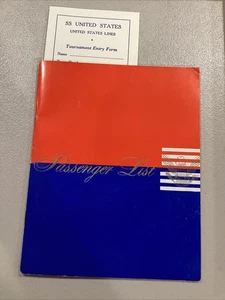 SS UNITED STATES
UNITED STATES LINES
Tournament Entry Form
Name
Passenger List